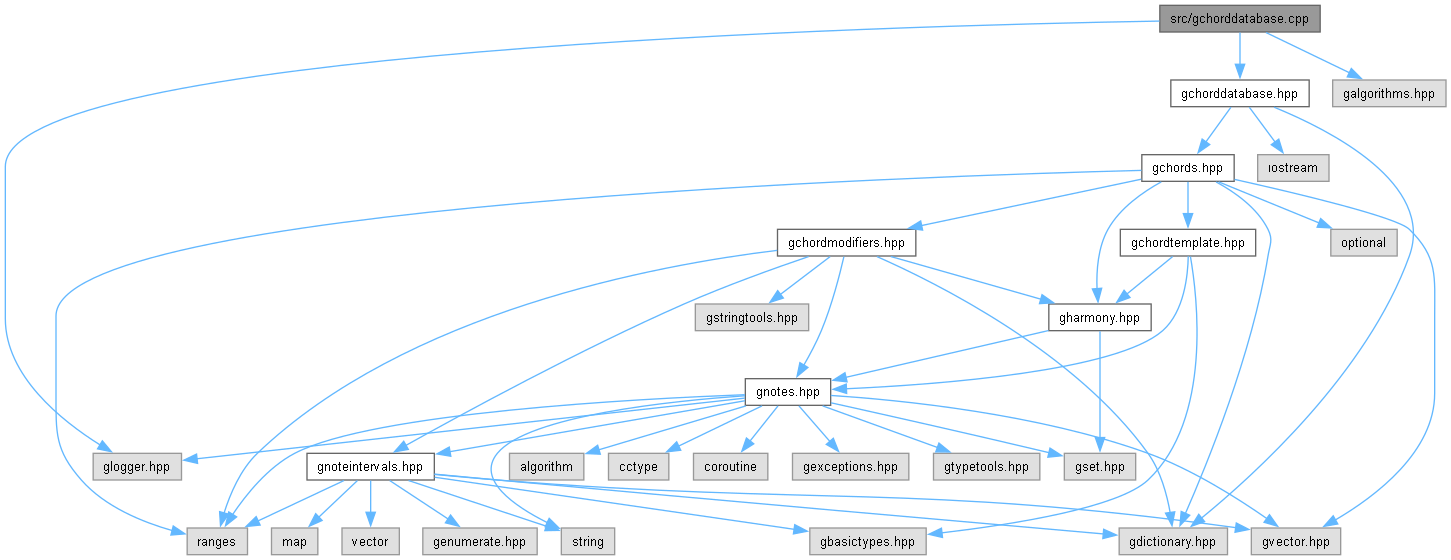 src/gchorddatabase.cpp
gchorddatabase.hpp
galgorithms.hpp
gchords.hpp
iostream
gchordmodifiers.hpp
gchordtemplate.hpp
optional
gstringtools.hpp
gharmony.hpp
gnotes.hpp
glogger.hpp
gnoteintervals.hpp
algorithm
cctype
coroutine
gexceptions.hpp
gtypetools.hpp
gset.hpp
ranges
map
vector
genumerate.hpp
string
gbasictypes.hpp
gdictionary.hpp
gvector.hpp